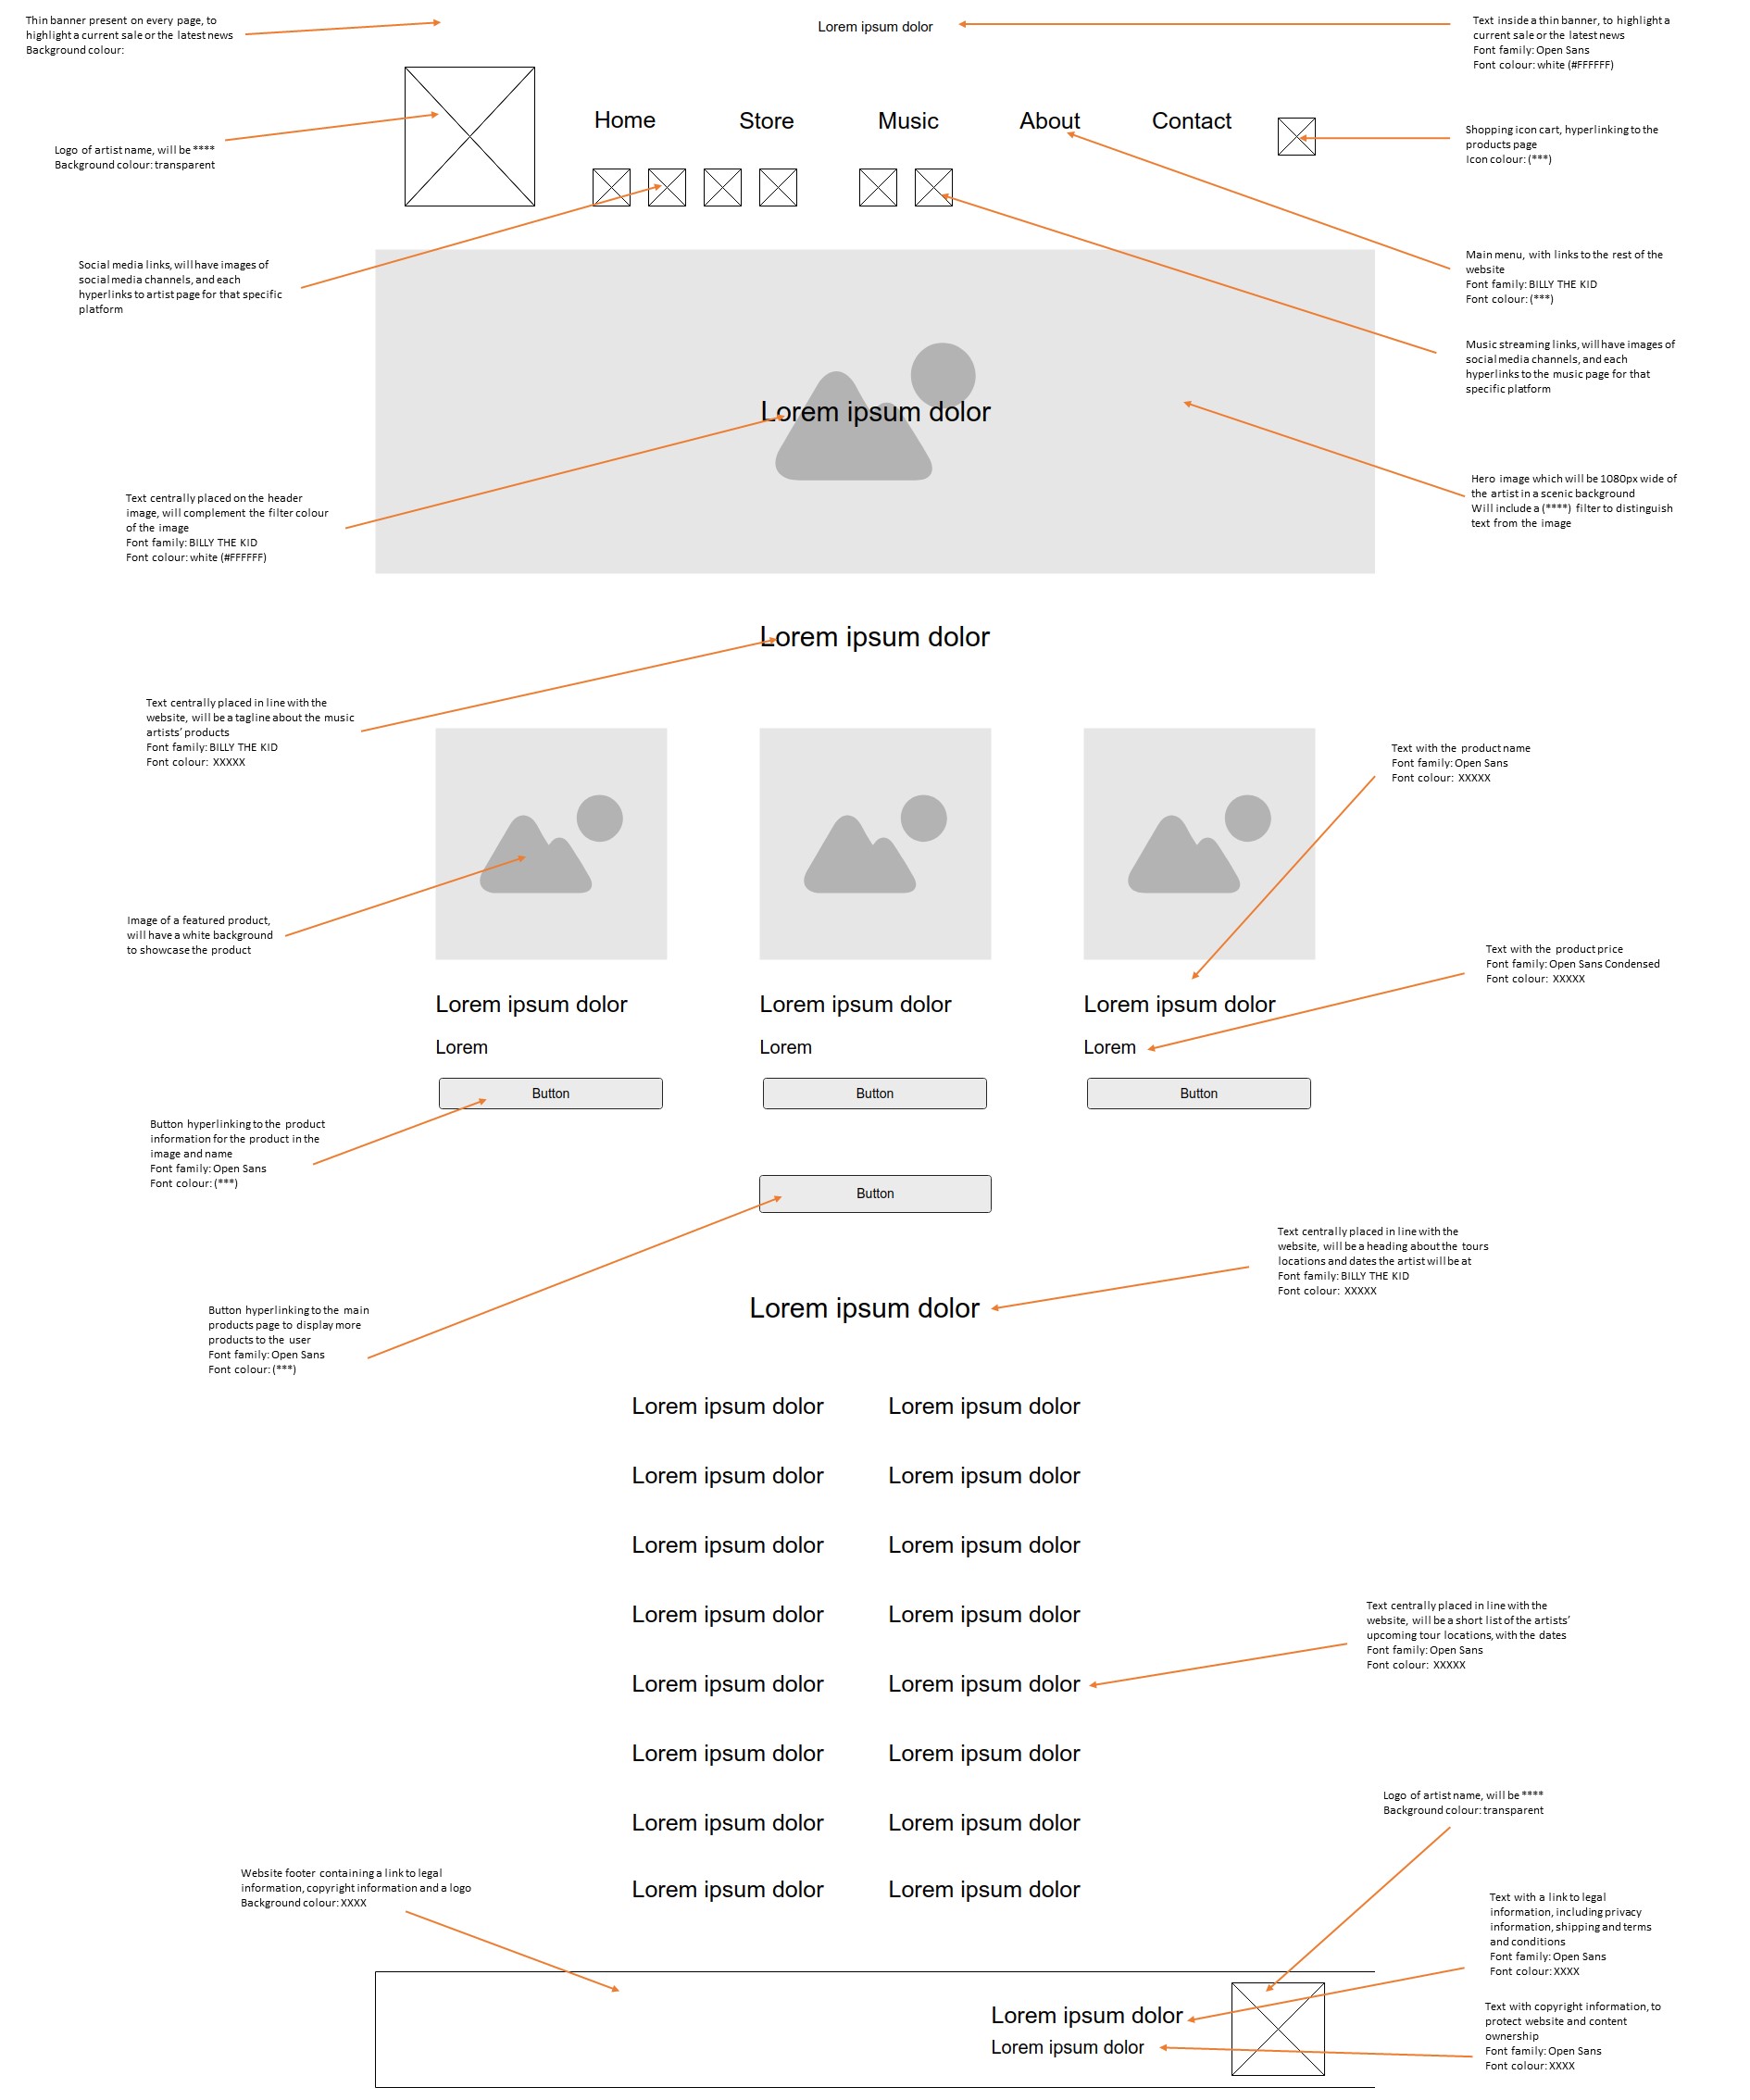 Thin banner present on every page, to
highlight a current sale or the latest news
Background colour:
Lorem ipsum dolor
Text inside a thin banner, to highlight a
current sale or the latest news
Font family: Open Sans
Font colour: white (#FFFFFF)
Logo of artist name, will be ****
Background colour: transparent
Home
Store
Music
About
Contact
Shopping icon cart, hyperlinking to the
products page
Icon colour: (***)
Social media links, will have images of
social media channels, and each
hyperlinks to artist page for that specific
platform
Main menu, with links to the rest of the
website
Font family: BILLY THE KID
Font colour: (***)
Music streaming links, will have images of
social media channels, and each
hyperlinks to the music page for that
specific platform
Lorem ipsum dolor
Text centrally placed on the header
image, will complement the filter colour
of the image
Font family: BILLY THE KID
Font colour: white (#FFFFFF)
Hero image which will be 1080px wide of
the artist in a scenic background
Will include a (****) filter to distinguish
text from the image
Lorem ipsum dolor
Text centrally placed in line with the
website, will be a tagline about the music
artists' products
Font family: BILLY THE KID
Font colour: XXXXX
Text with the product name
Font family: Open Sans
Font colour: XXXXX
Image of a featured product,
will have a white background
to showcase the product
Text with the product price
Font family: Open Sans Condensed
Font colour: XXXXX
Lorem ipsum dolor
Lorem ipsum dolor
Lorem ipsum dolor
Lorem
Lorem
Lorem
Button
Button
Button
Button hyperlinking to the product
information for the product in the
image and name
Font family: Open Sans
Font colour: (***)
Button
Text centrally placed in line with the
website, will be a heading about the tours
locations and dates the artist will be at
Font family: BILLY THE KID
Font colour: XXXXX
Lorem ipsum dolor
Button hyperlinking to the main
products page to display more
products to the user
Font family: Open Sans
Font colour: (***)
Lorem ipsum dolor
Lorem ipsum dolor
Lorem ipsum dolor
Lorem ipsum dolor
Lorem ipsum dolor
Lorem ipsum dolor
Lorem ipsum dolor
Lorem ipsum dolor
Text centrally placed in line with the
website, will be a short list of the artists'
upcoming tour locations, with the dates
Font family: Open Sans
Font colour: XXXXX
Lorem ipsum dolor
Lorem ipsum dolor
Lorem ipsum dolor
Lorem ipsum dolor
Lorem ipsum dolor
Lorem ipsum dolor
Lorem ipsum dolor
Lorem ipsum dolor
Logo of artist name, will be ****
Background colour: transparent
Website footer containing a link to legal
information, copyright information and a logo
Background colour: XXXX
Text with a link to legal
information, including privacy
information, shipping and terms
and conditions
Font family: Open Sans
Font colour: XXXX
Lorem ipsum dolor
Lorem ipsum dolor
Text with copyright information, to
protect website and content
ownership
Font family: Open Sans
Font colour: XXXX